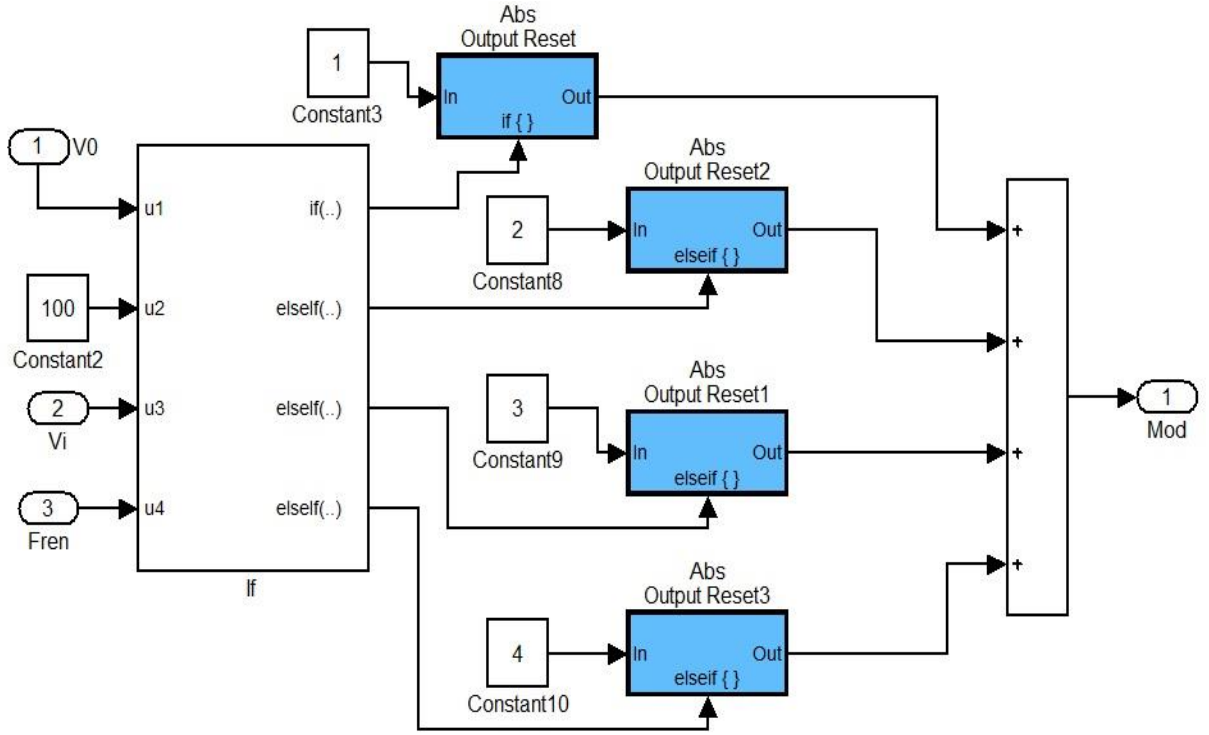 Abs
Output Reset
1
In
Out
if { }
Constant3
1
V0
Abs
Output Reset2
u1
if(..)
2
In
Out
elseif { }
Constant8
100
u2
elseIf(..)
Constant2
Abs
Output Reset1
2
u3
elseIf(..)
3
In
Out
elseif { }
Vi
Constant9
3
u4
elseIf(..)
Fren
If
Abs
Output Reset3
4
In
Out
elseif { }
Constant10
+
+
+
+
1
Mod